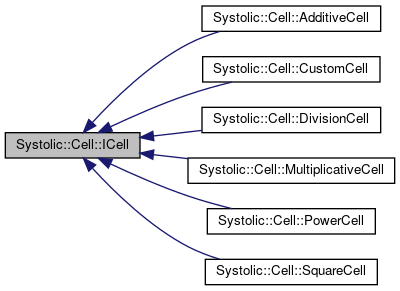 Systolic::Cell::AdditiveCell
Systolic::Cell::CustomCell
Systolic::Cell::DivisionCell
Systolic::Cell::ICell
Systolic::Cell::MultiplicativeCell
Systolic::Cell::PowerCell
Systolic::Cell::SquareCell